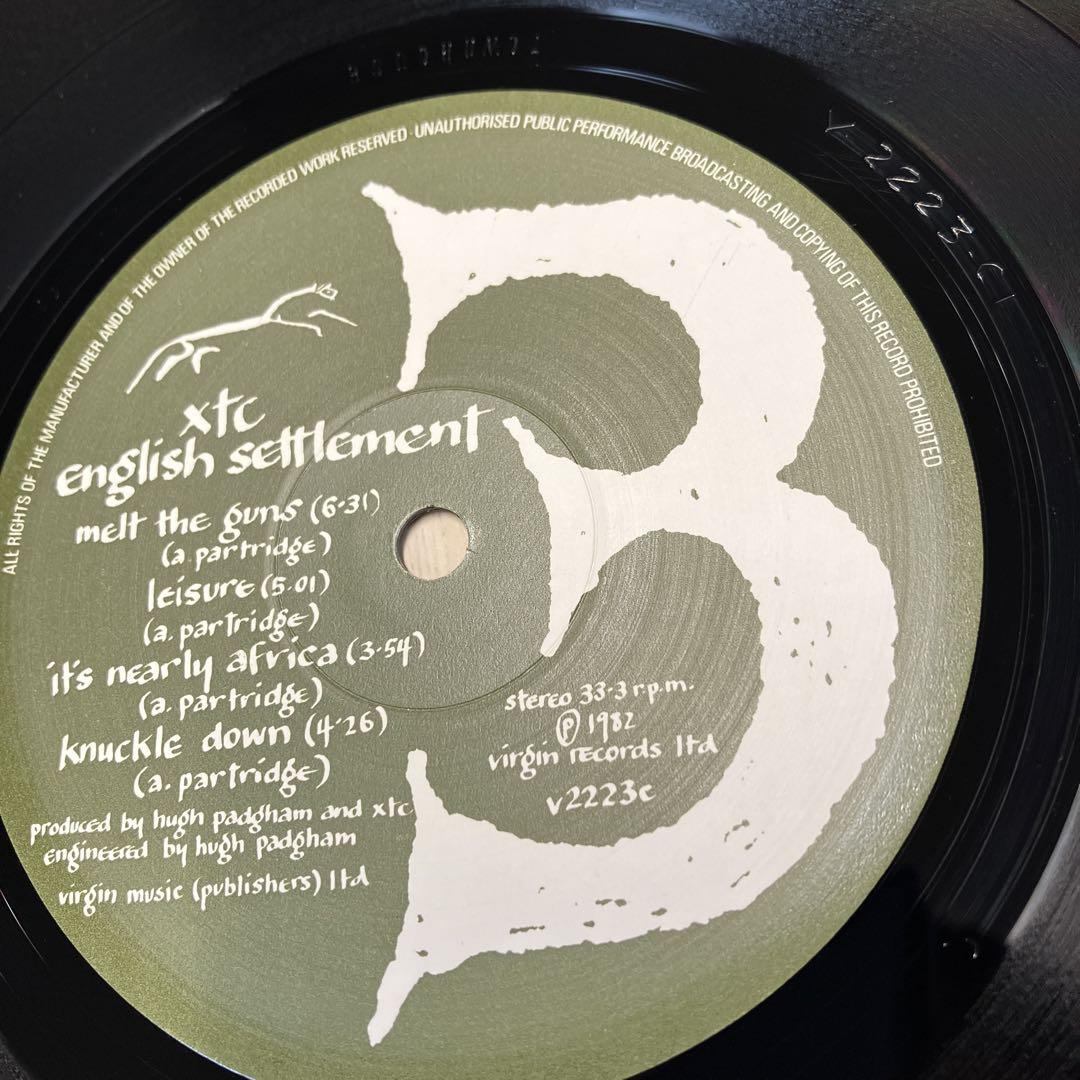 ALL RIGHTS OF THE MANUFACTURER AND OF THE OWNER OF THE RECORDED WORK RESERVED · UNAUTHORISED PUBLIC PERFORMANCE BROADCASTING AND COPYING OF THIS RECORD PROHIBITED
V-2223-C1
3
xtc
english settlement
melt the guns (6·31)
(a. partridge)
leisure (5·01)
(a. partridge)
it's nearly africa (3·54)
(a. partridge)
knuckle down (4·26)
(a. partridge)
produced by hugh padgham and xtc
engineered by hugh padgham
virgin music (publishers) ltd
stereo 33·3 r.p.m.
℗ 1982
virgin records ltd
v2223c